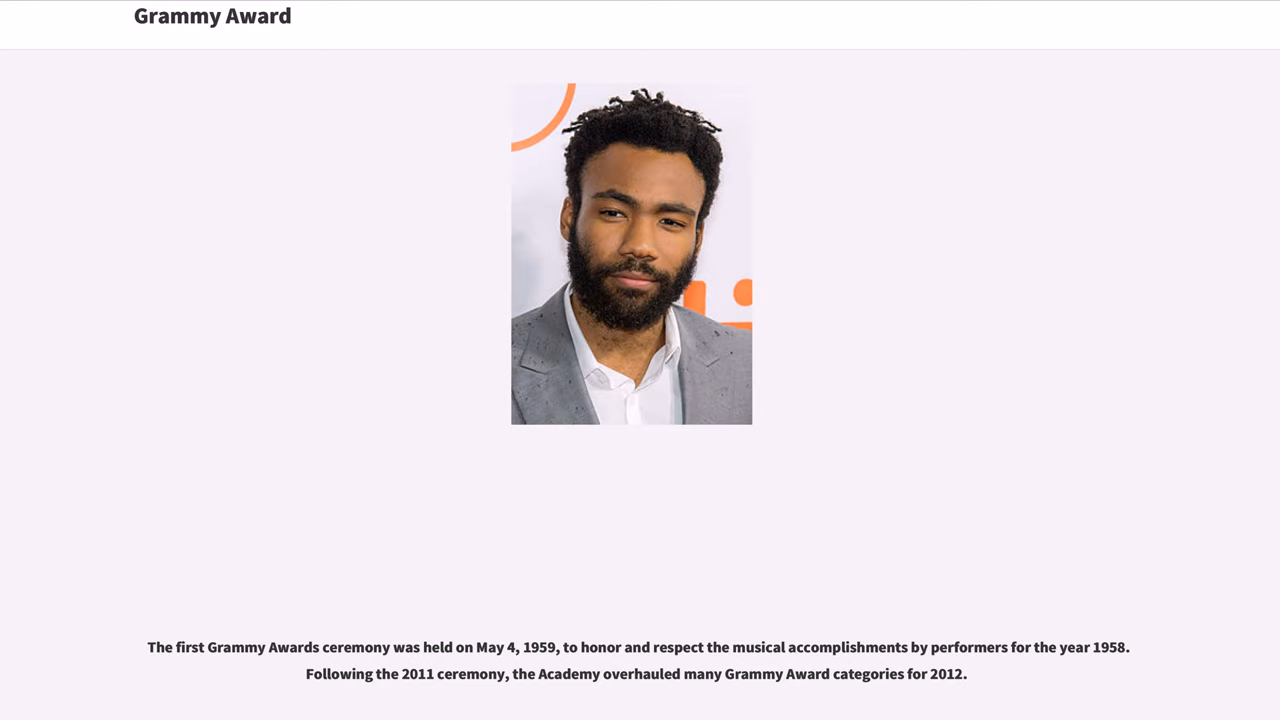 Grammy Award
The first Grammy Awards ceremony was held on May 4, 1959, to honor and respect the musical accomplishments by performers for the year 1958.
Following the 2011 ceremony, the Academy overhauled many Grammy Award categories for 2012.